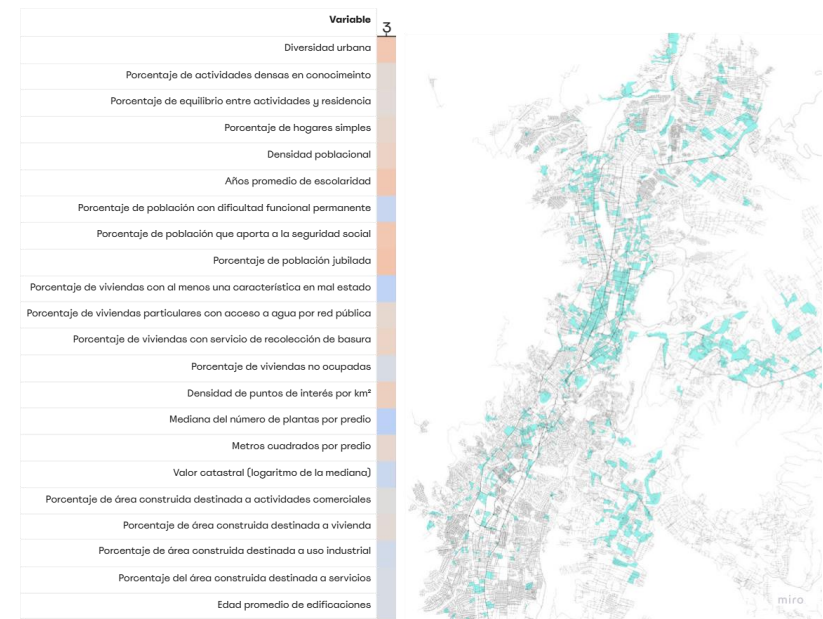 Variable
3
Diversidad urbana
Porcentaje de actividades densas en conocimeinto
Porcentaje de equilibrio entre actividades y residencia
Porcentaje de hogares simples
Densidad poblacional
Años promedio de escolaridad
Porcentaje de población con dificultad funcional permanente
Porcentaje de población que aporta a la seguridad social
Porcentaje de población jubilada
Porcentaje de viviendas con al menos una característica en mal estado
Porcentaje de viviendas particulares con acceso a agua por red pública
Porcentaje de viviendas con servicio de recolección de basura
Porcentaje de viviendas no ocupadas
Densidad de puntos de interés por km²
Mediana del número de plantas por predio
Metros cuadrados por predio
Valor catastral (logaritmo de la mediana)
Porcentaje de área construida destinada a actividades comerciales
Porcentaje de área construida destinada a vivienda
Porcentaje de área construida destinada a uso industrial
Porcentaje del área construida destinada a servicios
Edad promedio de edificaciones
miro